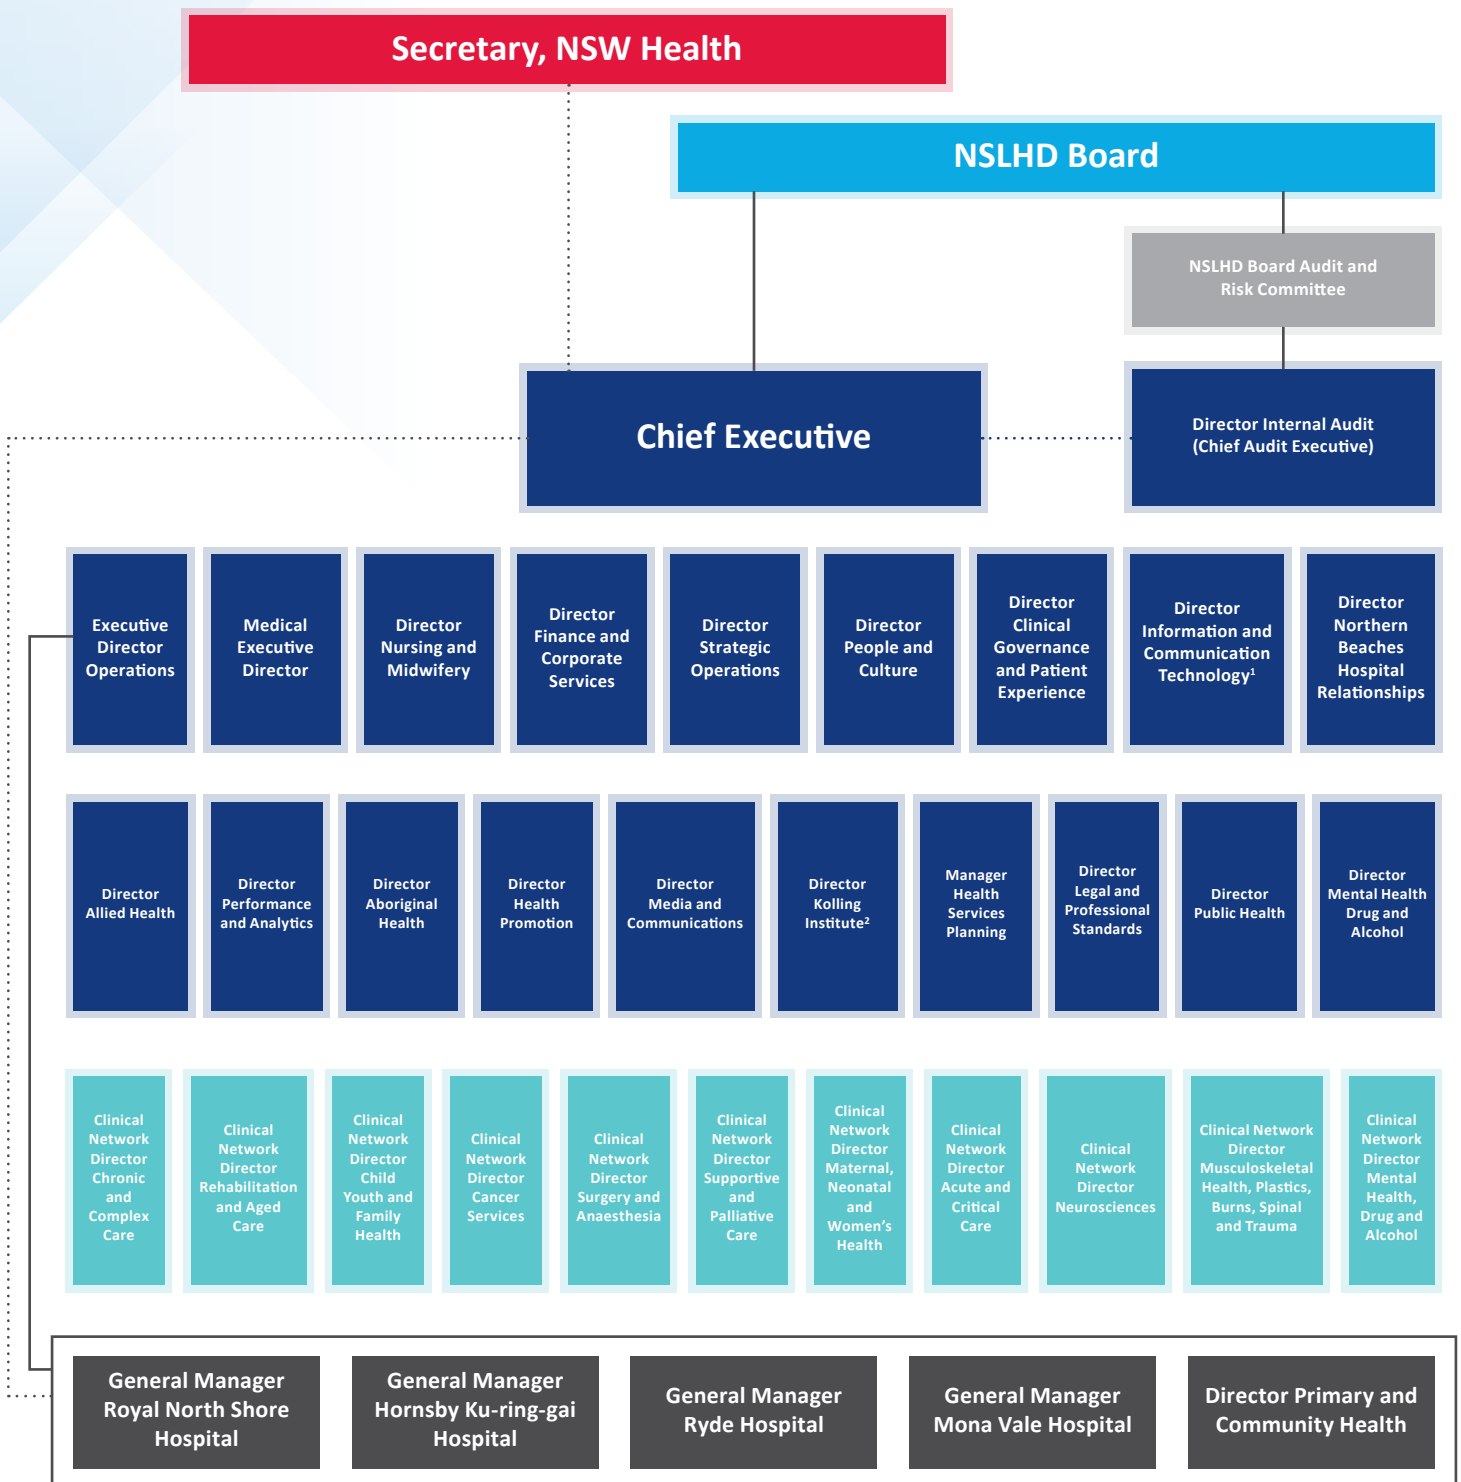 Secretary, NSW Health
NSLHD Board
NSLHD Board Audit and
Risk Committee
Chief Executive
Director Internal Audit
(Chief Audit Executive)
Executive
Director
Operations
Medical
Executive
Director
Director
Nursing and
Midwifery
Director
Finance and
Corporate
Services
Director
Strategic
Operations
Director
People and
Culture
Director
Clinical
Governance
and Patient
Experience
Director
Information and
Communication
Technology¹
Director
Northern
Beaches
Hospital
Relationships
Director
Allied Health
Director
Performance
and Analytics
Director
Aboriginal
Health
Director
Health
Promotion
Director
Media and
Communications
Director
Kolling
Institute²
Manager
Health
Services
Planning
Director
Legal and
Professional
Standards
Director
Public Health
Director
Mental Health
Drug and
Alcohol
Clinical
Network
Director
Chronic
and
Complex
Care
Clinical
Network
Director
Rehabilitation
and Aged
Care
Clinical
Network
Director
Child
Youth and
Family
Health
Clinical
Network
Director
Cancer
Services
Clinical
Network
Director
Surgery and
Anaesthesia
Clinical
Network
Director
Supportive
and
Palliative
Care
Clinical
Network
Director
Maternal,
Neonatal
and
Women’s
Health
Clinical
Network
Director
Acute and
Critical
Care
Clinical
Network
Director
Neurosciences
Clinical Network
Director
Musculoskeletal
Health, Plastics,
Burns, Spinal
and Trauma
Clinical
Network
Director
Mental
Health,
Drug and
Alcohol
General Manager
Royal North Shore
Hospital
General Manager
Hornsby Ku-ring-gai
Hospital
General Manager
Ryde Hospital
General Manager
Mona Vale Hospital
Director Primary and
Community Health